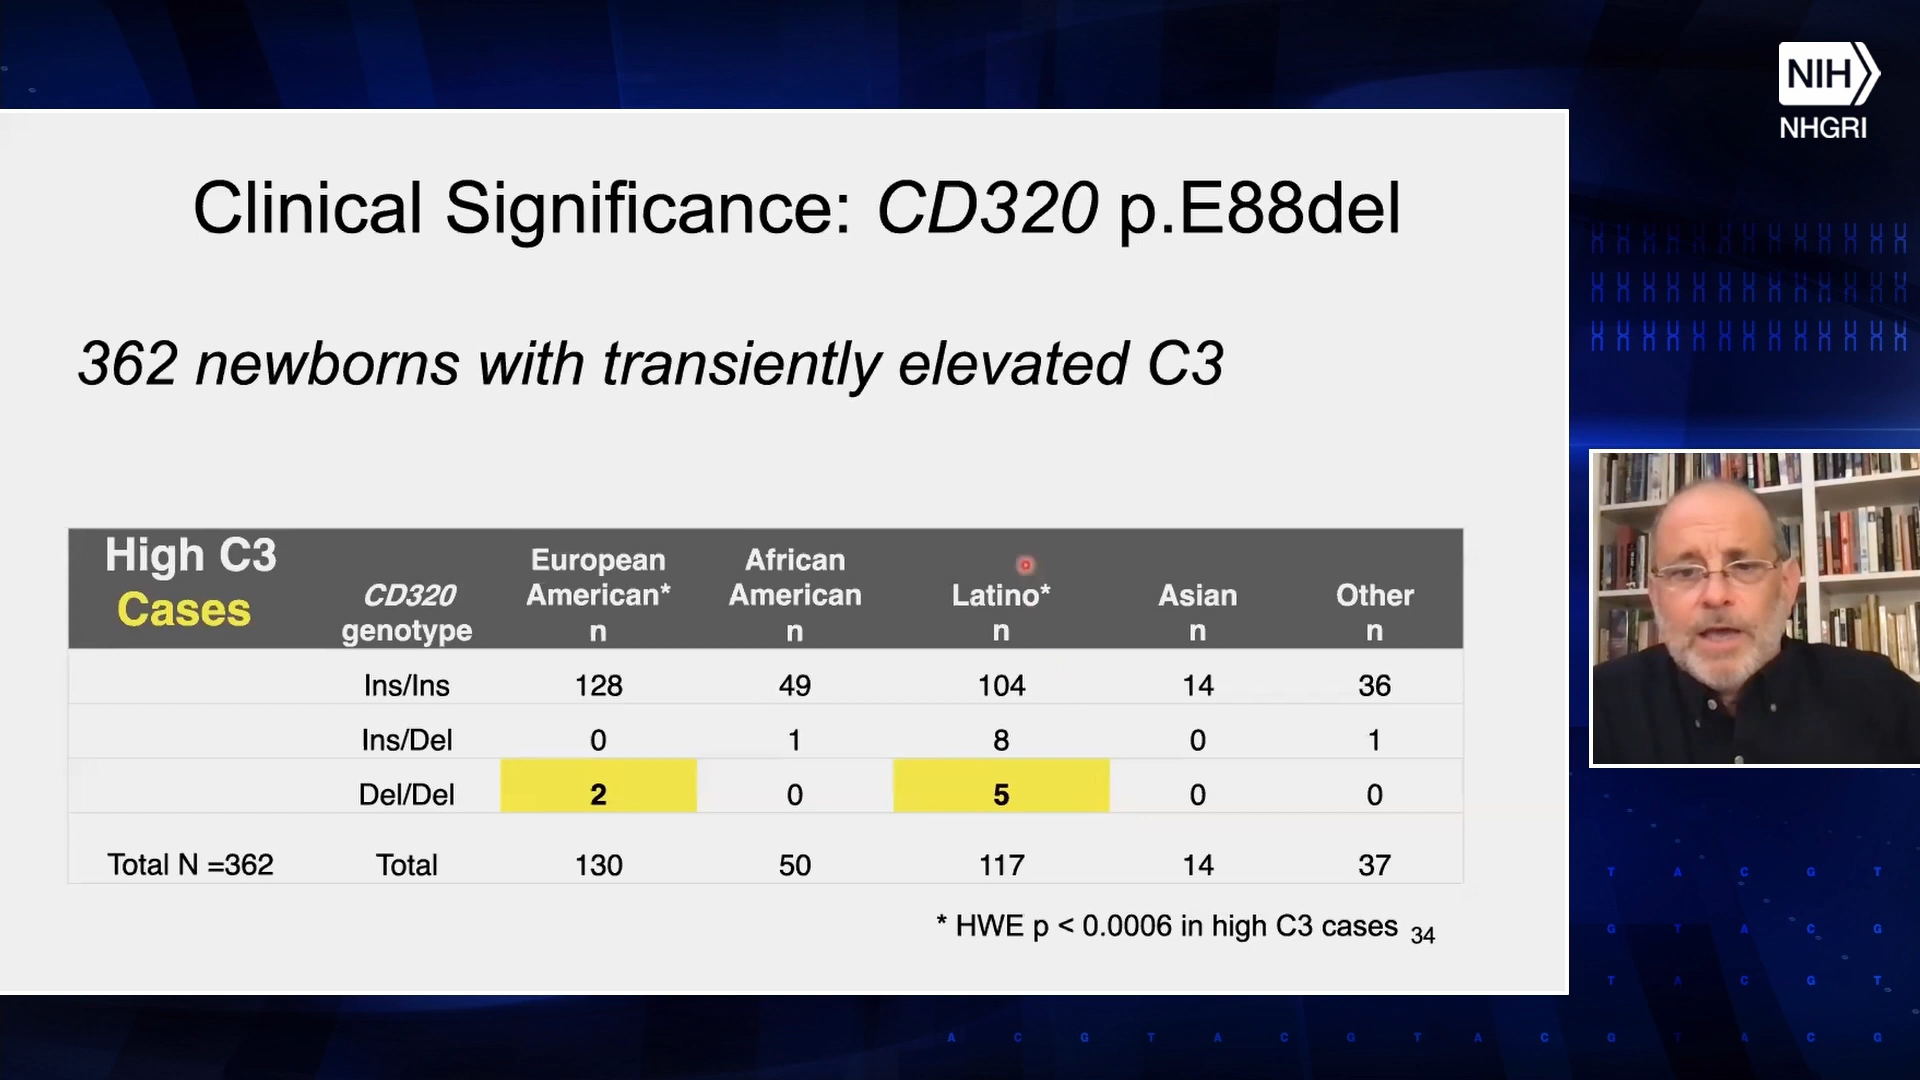 NIH
NHGRI
Clinical Significance: CD320 p.E88del
362 newborns with transiently elevated C3
High C3
Cases
CD320
genotype
European
American*
n
African
American
n
Latino*
n
Asian
n
Other
n
Ins/Ins 128 49 104 14 36
Ins/Del 0 1 8 0 1
Del/Del 2 0 5 0 0
Total N =362 Total 130 50 117 14 37
* HWE p < 0.0006 in high C3 cases 34
T A C G T
G T A C G
T A C G T
A C G T A C G T A C G T A C G